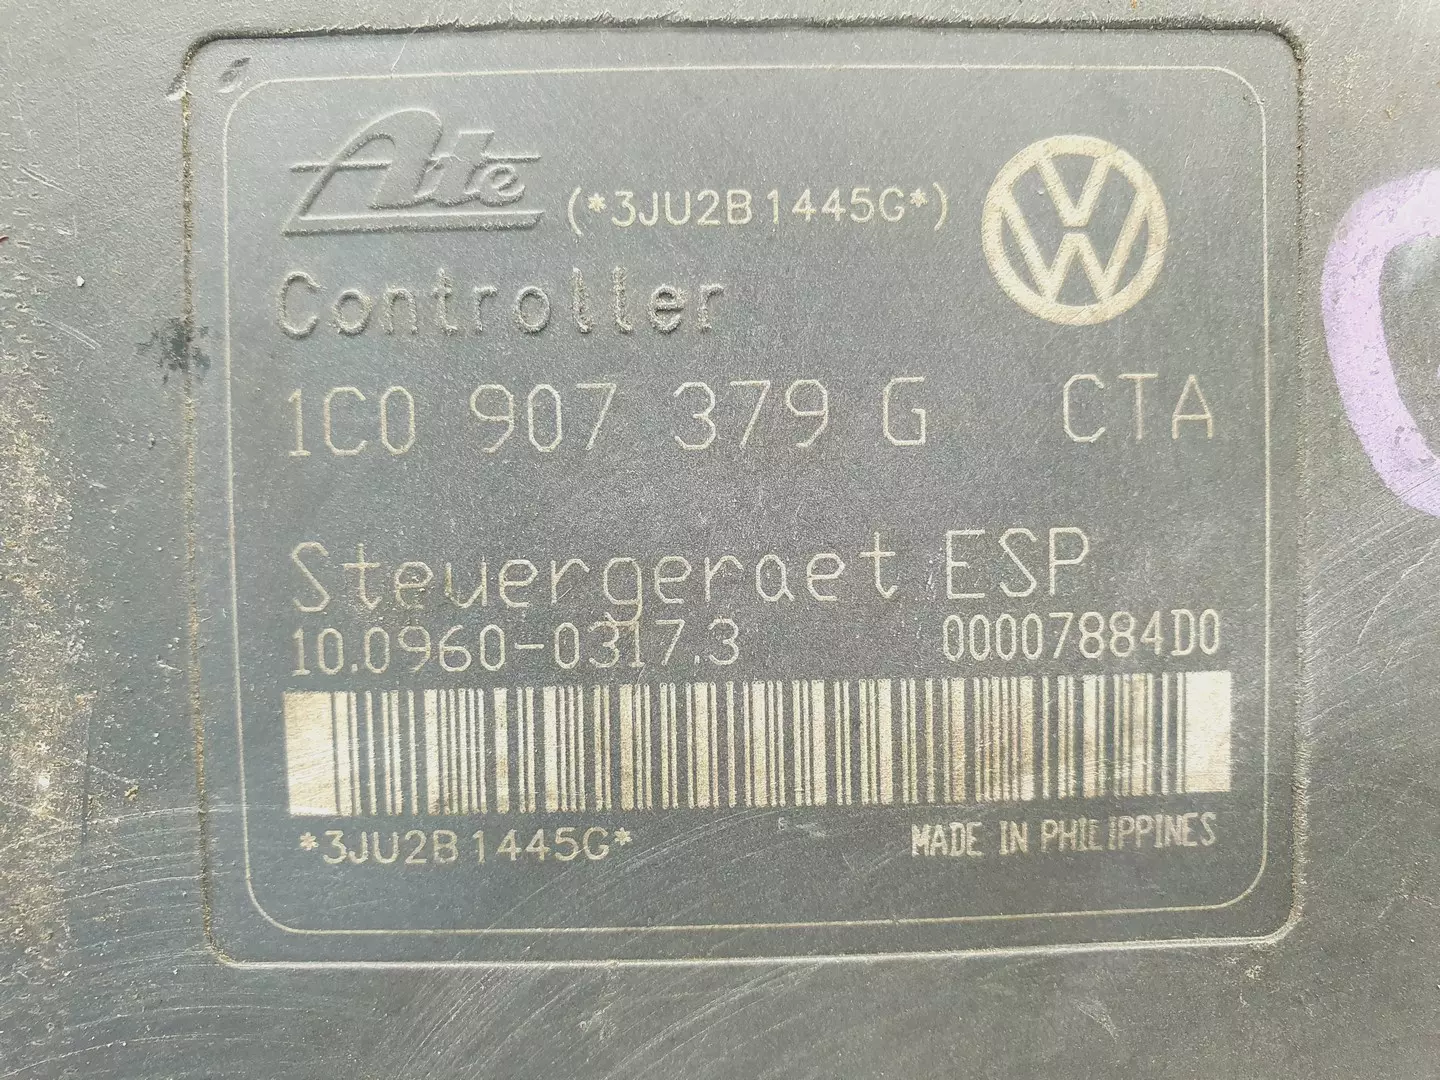 Ate (*3JU2B1445G*)
Controller
1C0 907 379 G CTA
Steuergeraet ESP
10.0960-0317.3 00007884D0
*3JU2B1445G*
MADE IN PHILIPPINES